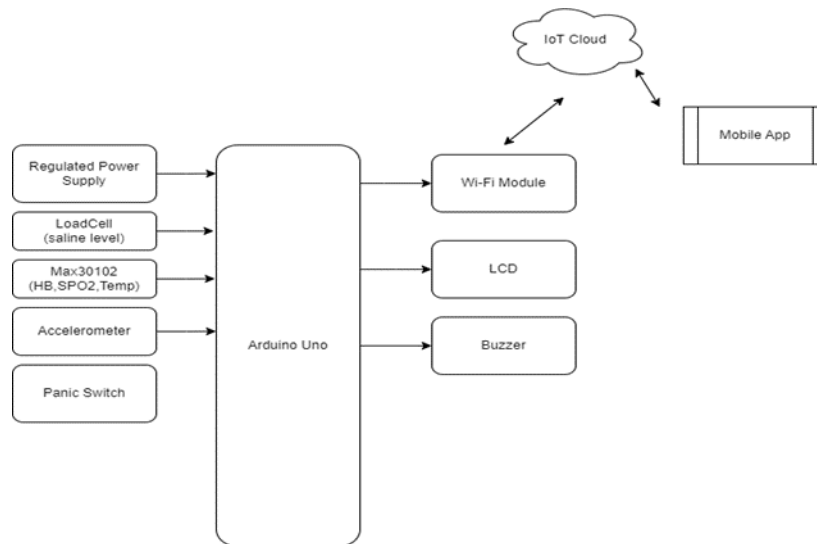 IoT Cloud
Mobile App
Regulated Power
Supply
Wi-Fi Module
LoadCell
(saline level)
Max30102
(HB,SPO2,Temp)
LCD
Accelerometer
Arduino Uno
Buzzer
Panic Switch